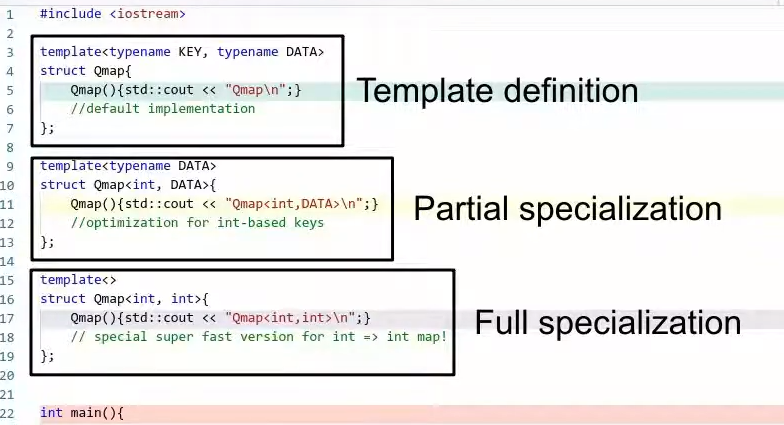 1 #include <iostream>
2
3 template<typename KEY, typename DATA>
4 struct Qmap{
5 Qmap(){std::cout << "Qmap\n";}
6 //default implementation
7 };
8
Template definition
9 template<typename DATA>
10 struct Qmap<int, DATA>{
11 Qmap(){std::cout << "Qmap<int,DATA>\n";}
12 //optimization for int-based keys
13 };
14
Partial specialization
15 template<>
16 struct Qmap<int, int>{
17 Qmap(){std::cout << "Qmap<int,int>\n";}
18 // special super fast version for int => int map!
19 };
20
Full specialization
21
22 int main(){